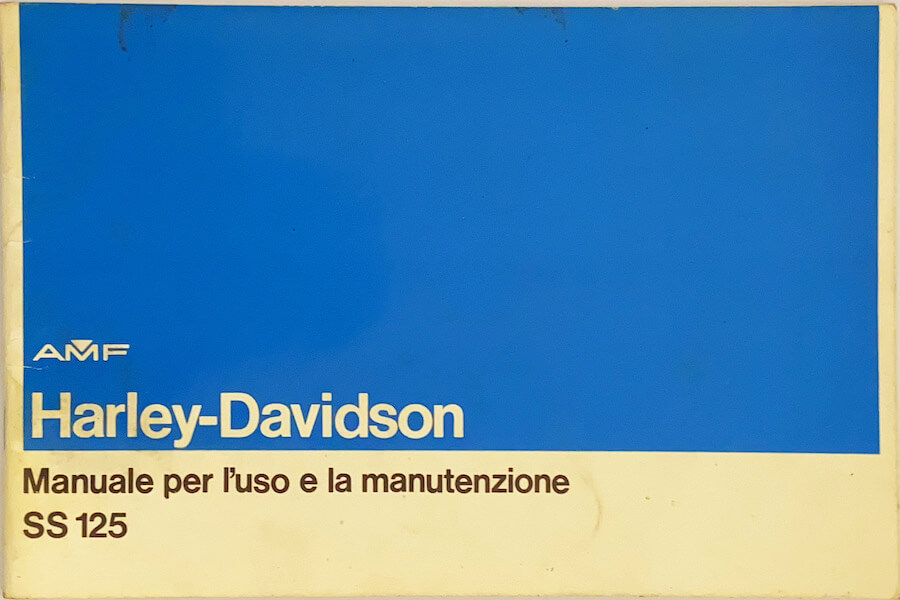 AMF
Harley-Davidson
Manuale per l'uso e la manutenzione
SS 125